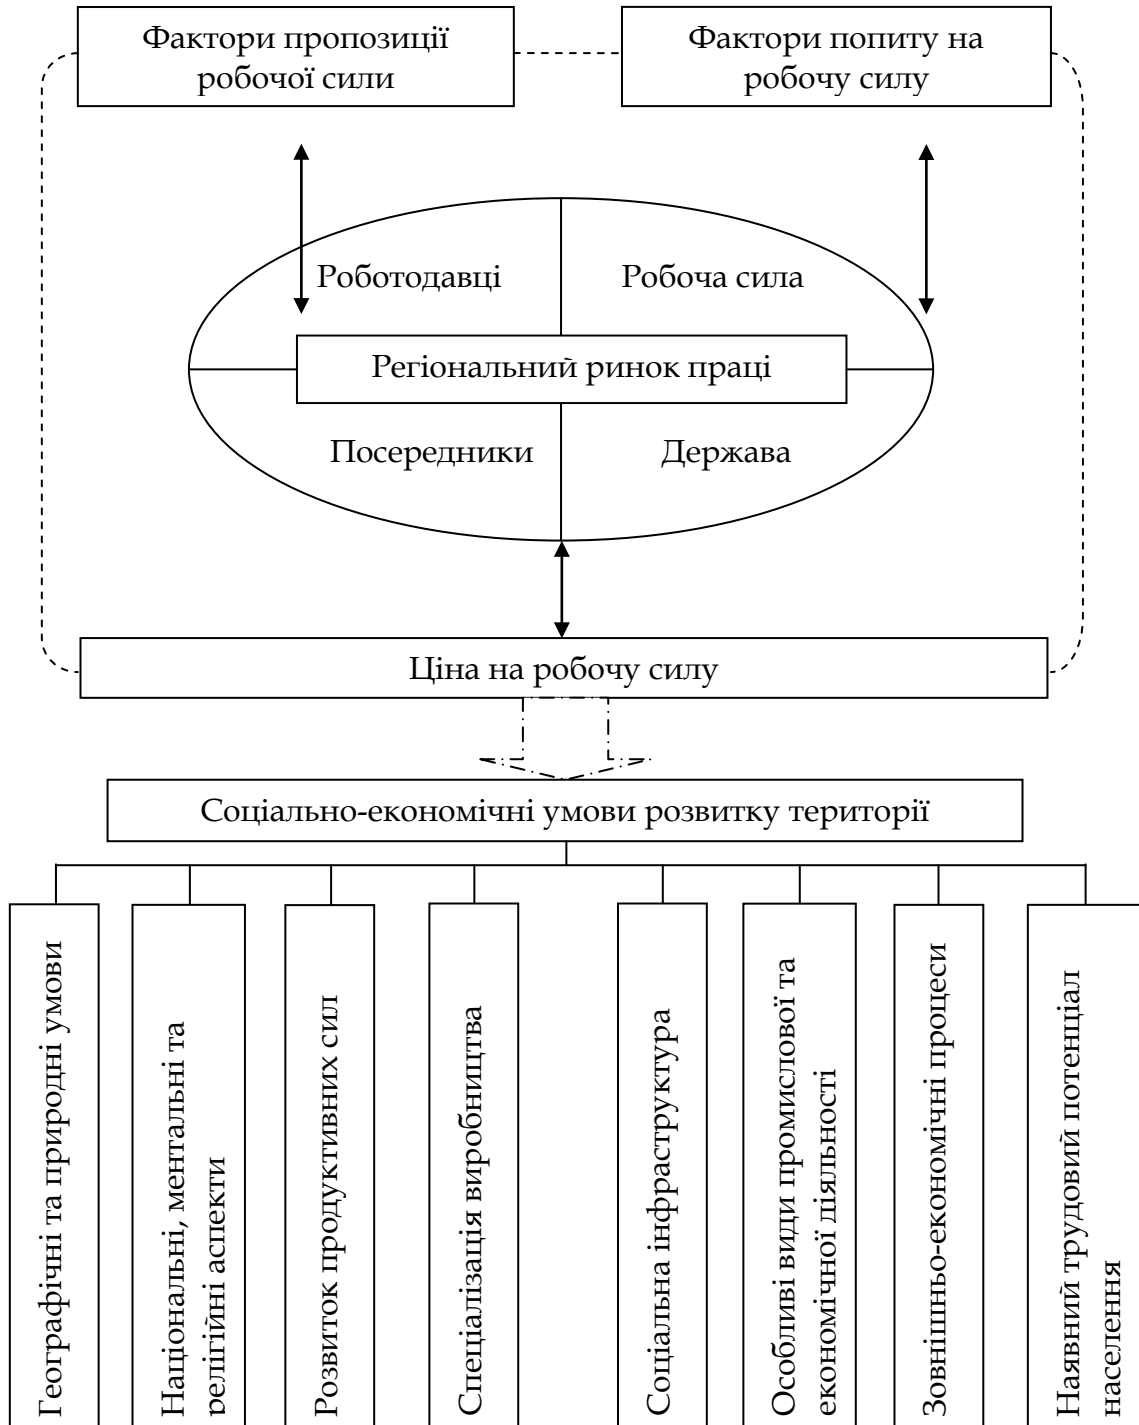 Фактори пропозиції
робочої сили
Фактори попиту на
робочу силу
Роботодавці
Робоча сила
Регіональний ринок праці
Посередники
Держава
Ціна на робочу силу
Соціально-економічні умови розвитку території
Географічні та природні умови
Національні, ментальні та
релігійні аспекти
Розвиток продуктивних сил
Спеціалізація виробництва
Соціальна інфраструктура
Особливі види промислової та
економічної діяльності
Зовнішньо-економічні процеси
Наявний трудовий потенціал
населення